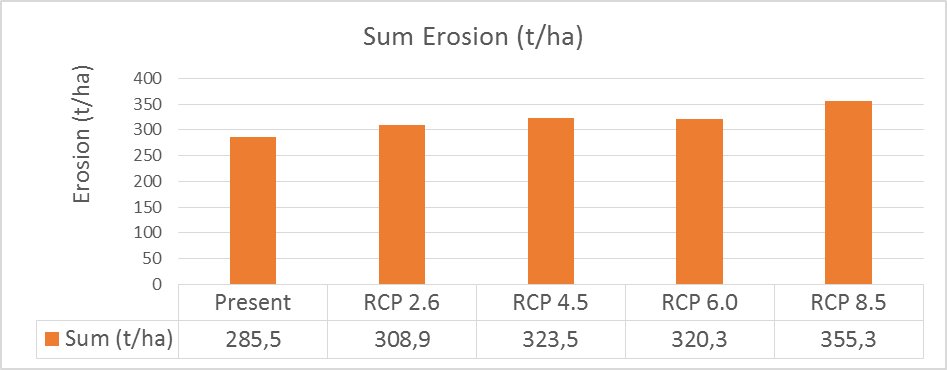 Sum Erosion (t/ha)
Erosion (t/ha)
400
350
300
250
200
150
100
50
0
Present RCP 2.6 RCP 4.5 RCP 6.0 RCP 8.5
Sum (t/ha) 285,5 308,9 323,5 320,3 355,3